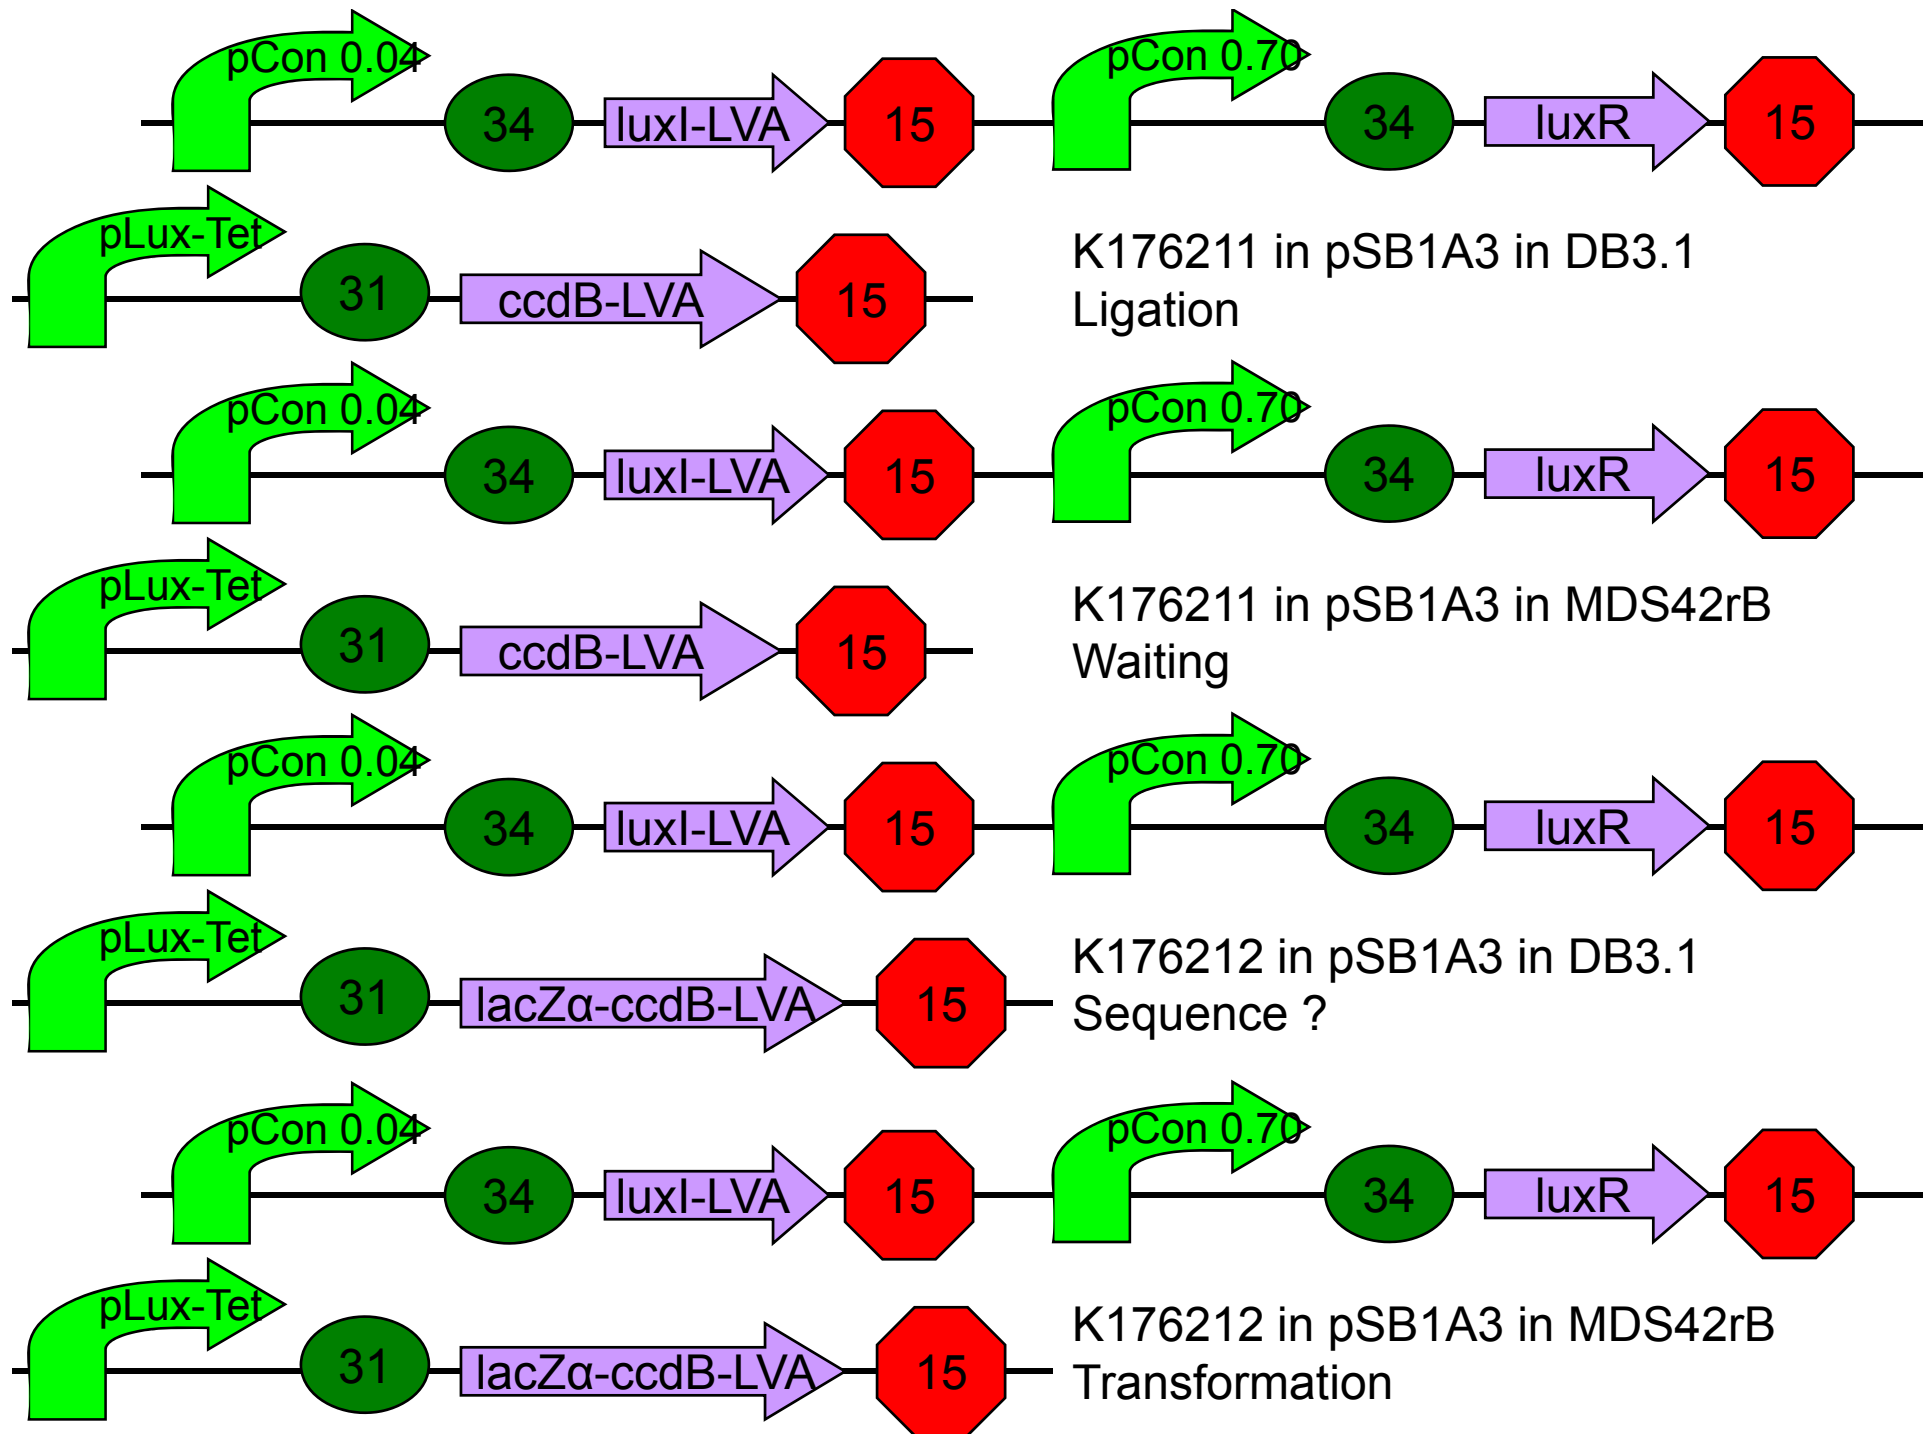 pCon 0.04 34 luxI-LVA 15 pCon 0.70 34 luxR 15
pLux-Tet 31 ccdB-LVA 15
K176211 in pSB1A3 in DB3.1
Ligation
pCon 0.04 34 luxI-LVA 15 pCon 0.70 34 luxR 15
pLux-Tet 31 ccdB-LVA 15
K176211 in pSB1A3 in MDS42rB
Waiting
pCon 0.04 34 luxI-LVA 15 pCon 0.70 34 luxR 15
pLux-Tet 31 lacZα-ccdB-LVA 15
K176212 in pSB1A3 in DB3.1
Sequence ?
pCon 0.04 34 luxI-LVA 15 pCon 0.70 34 luxR 15
pLux-Tet 31 lacZα-ccdB-LVA 15
K176212 in pSB1A3 in MDS42rB
Transformation